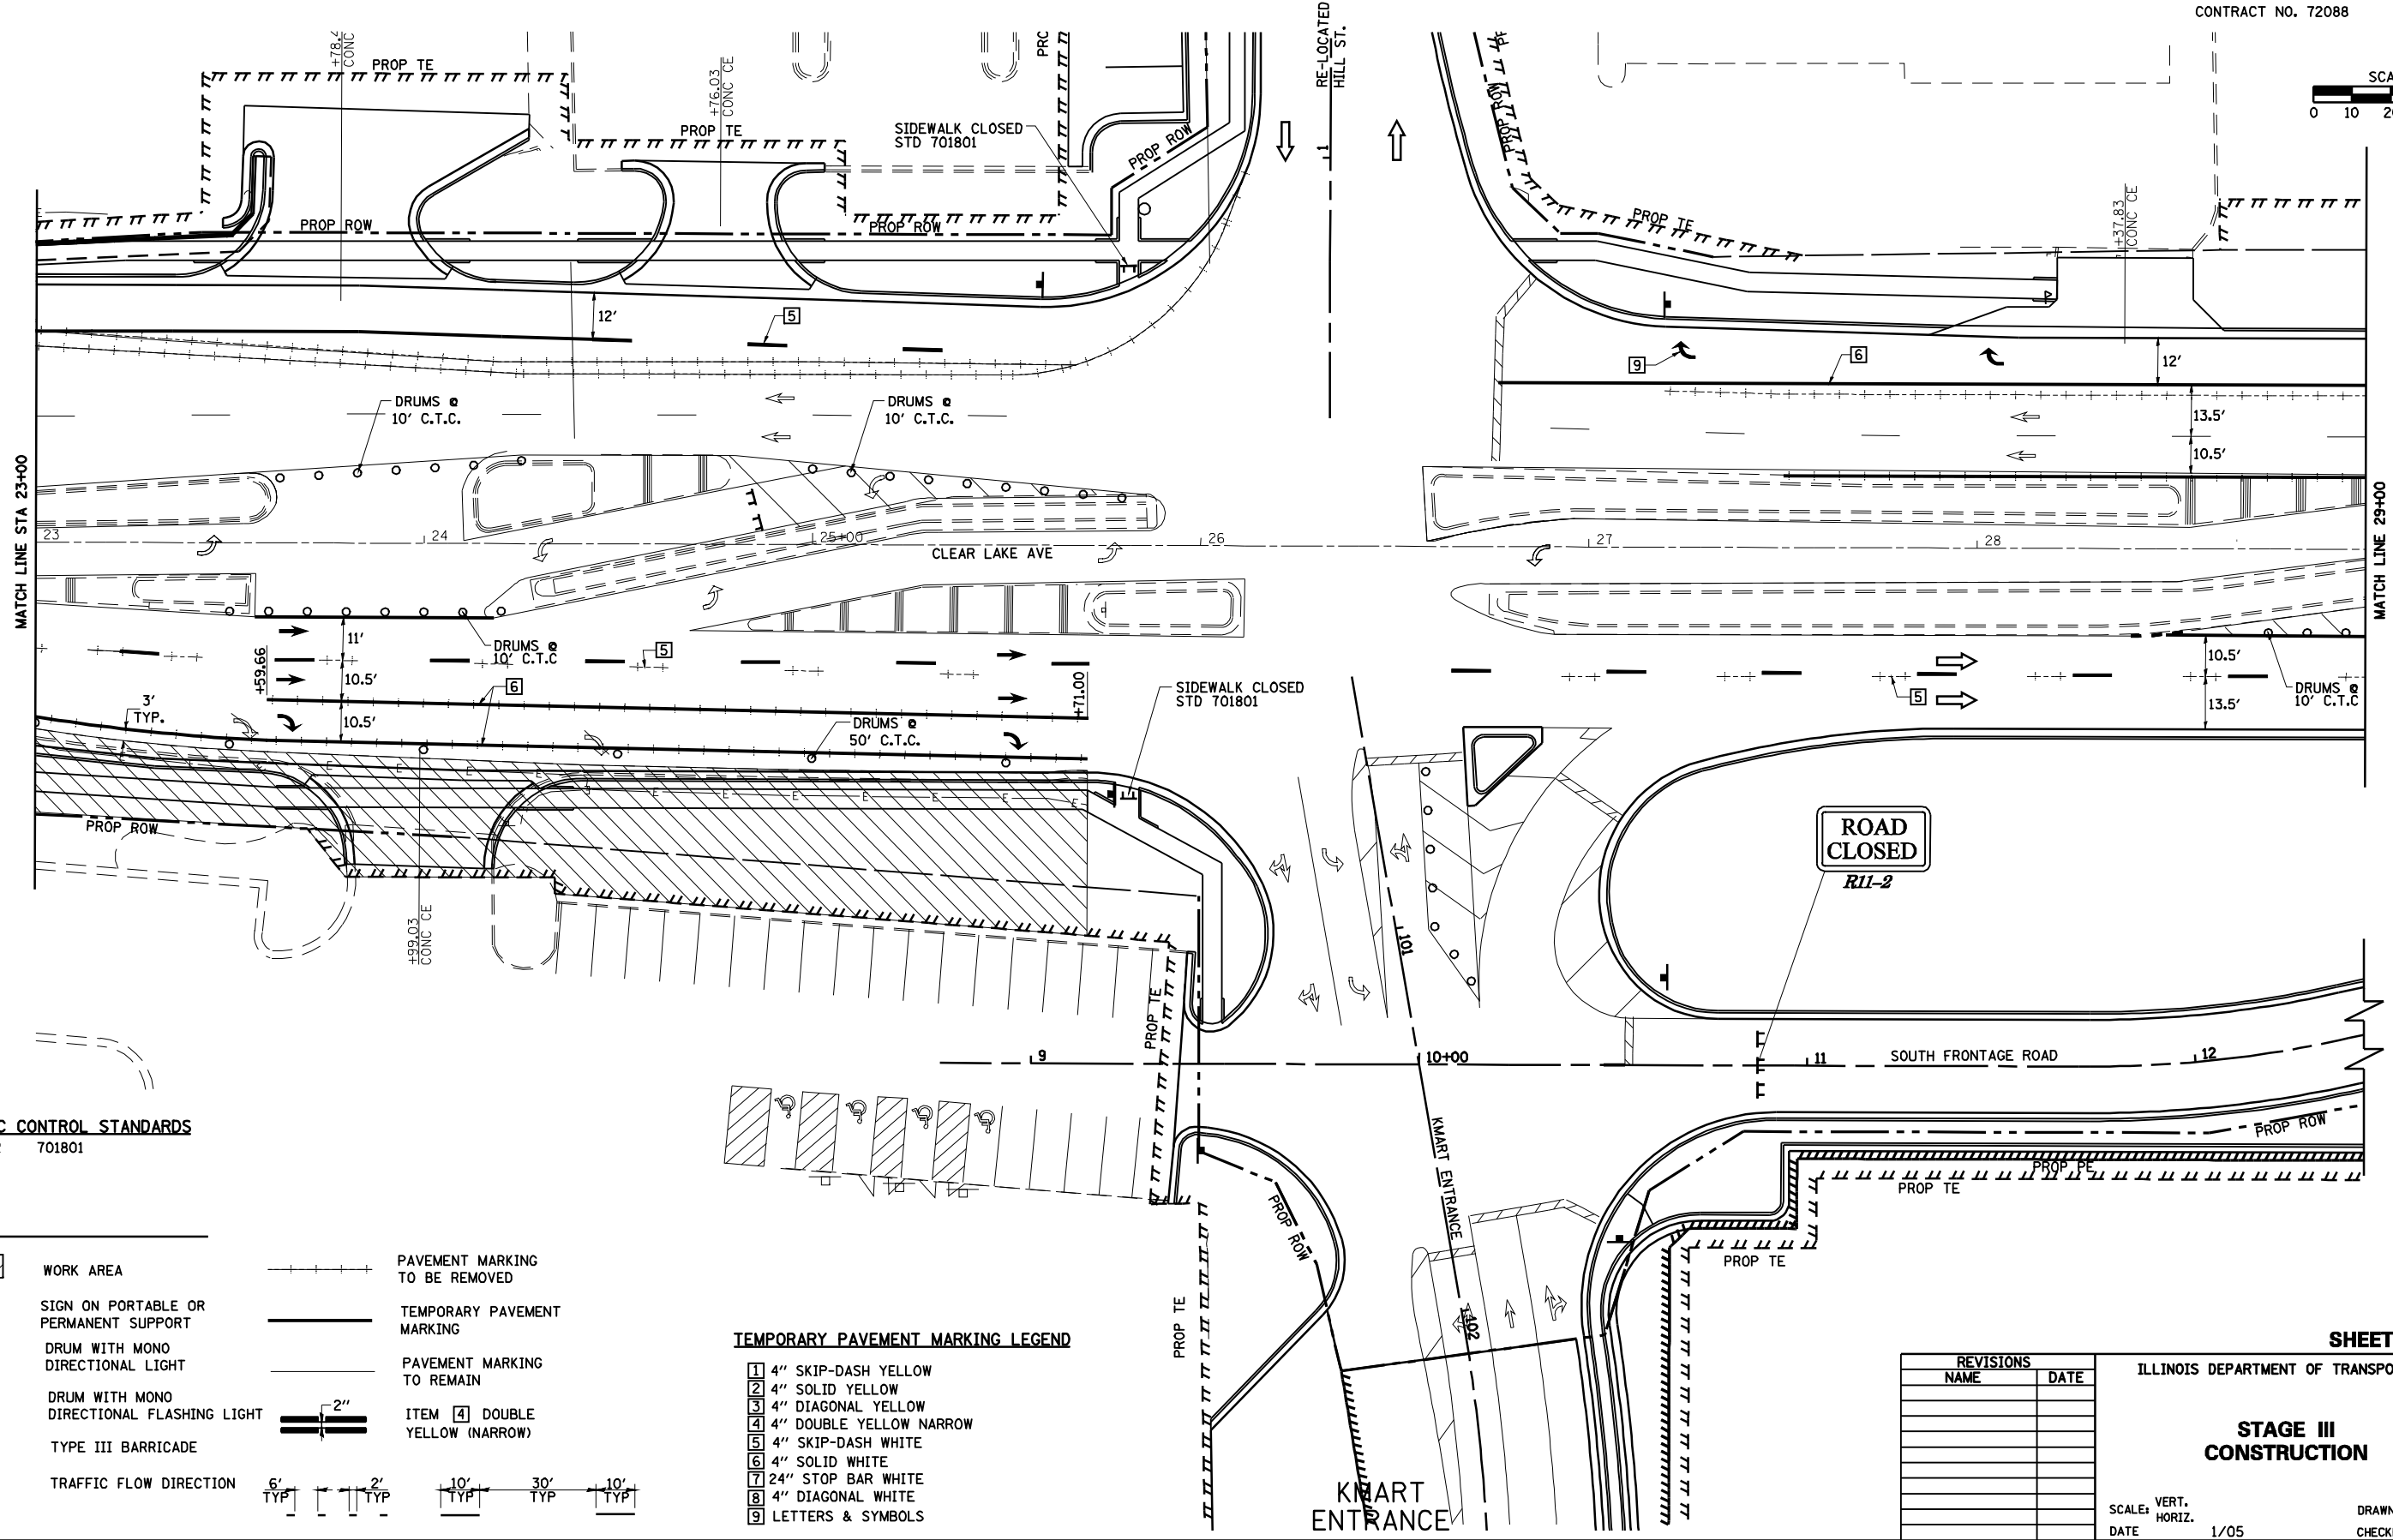 CONTRACT NO. 72088
RE-LOCATED
HILL ST.
1
SCA
0 10
+78.4
CONC
PROP TE
+76.03
CONC CE
PROP TE
PRC
SIDEWALK CLOSED
STD 701801
PROP ROW
PROP ROW
PROP ROW
PROP ROW
PROP TE
+37.83
CONC CE
12'
5
9
6
12'
DRUMS @
10' C.T.C.
DRUMS @
10' C.T.C.
13.5'
10.5'
MATCH LINE STA 23+00
MATCH LINE 29+00
23
24
25+00
26
27
28
CLEAR LAKE AVE
11'
DRUMS @
10' C.T.C
5
+59.66
10.5'
6
3'
TYP.
10.5'
DRUMS @
50' C.T.C.
+71.00
SIDEWALK CLOSED
STD 701801
10.5'
5
13.5'
DRUMS @
10' C.T.C
E E E E
E E E E E E E
PROP ROW
+99.03
CONC CE
ROAD
CLOSED
R11-2
101
PROP TE
9
10+00
11
SOUTH FRONTAGE ROAD
12
KMART ENTRANCE
PROP ROW
PROP PE
PROP TE
PROP ROW
PROP TE
PROP TE
102
KMART
ENTRANCE
C CONTROL STANDARDS
701801
WORK AREA
SIGN ON PORTABLE OR
PERMANENT SUPPORT
DRUM WITH MONO
DIRECTIONAL LIGHT
DRUM WITH MONO
DIRECTIONAL FLASHING LIGHT
TYPE III BARRICADE
TRAFFIC FLOW DIRECTION
PAVEMENT MARKING
TO BE REMOVED
TEMPORARY PAVEMENT
MARKING
PAVEMENT MARKING
TO REMAIN
2"
ITEM 4 DOUBLE
YELLOW (NARROW)
6' 2' 10' 30' 10'
TYP TYP TYP TYP TYP
TEMPORARY PAVEMENT MARKING LEGEND
1 4" SKIP-DASH YELLOW
2 4" SOLID YELLOW
3 4" DIAGONAL YELLOW
4 4" DOUBLE YELLOW NARROW
5 4" SKIP-DASH WHITE
6 4" SOLID WHITE
7 24" STOP BAR WHITE
8 4" DIAGONAL WHITE
9 LETTERS & SYMBOLS
SHEET
REVISIONS
NAME DATE
ILLINOIS DEPARTMENT OF TRANSPO
STAGE III
CONSTRUCTION
SCALE: VERT.
HORIZ.
DRAWN
DATE 1/05
CHECK